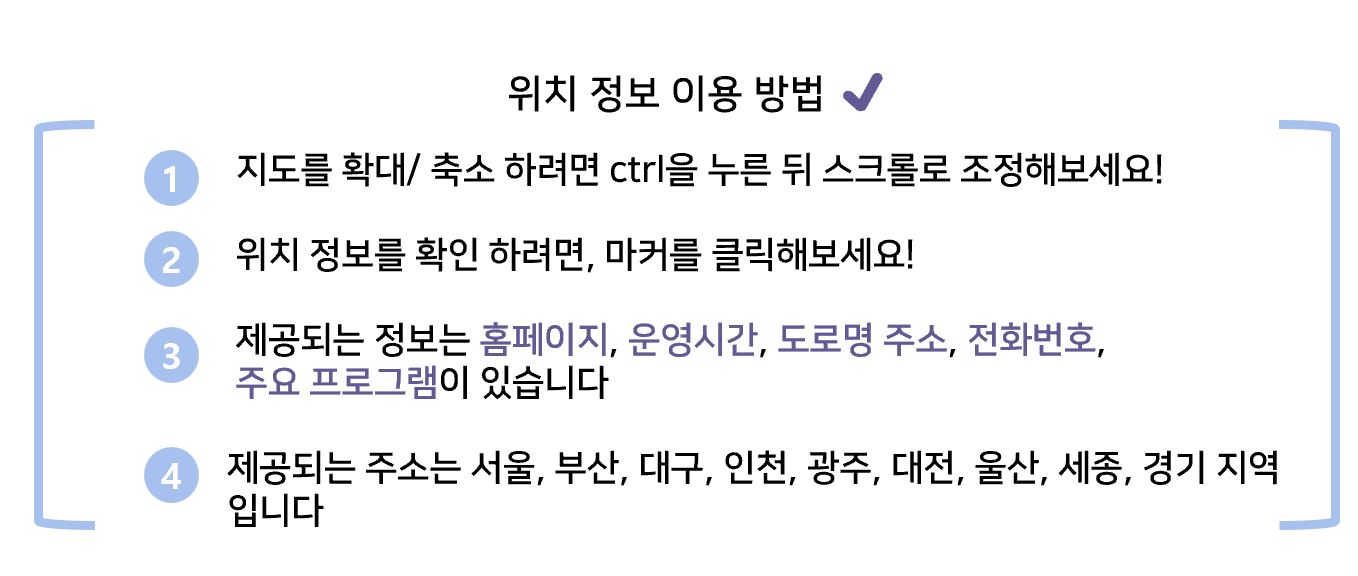 위치 정보 이용 방법
1 지도를 확대/ 축소 하려면 ctrl을 누른 뒤 스크롤로 조정해보세요!
2 위치 정보를 확인 하려면, 마커를 클릭해보세요!
3 제공되는 정보는 홈페이지, 운영시간, 도로명 주소, 전화번호,
주요 프로그램이 있습니다
4 제공되는 주소는 서울, 부산, 대구, 인천, 광주, 대전, 울산, 세종, 경기 지역
입니다